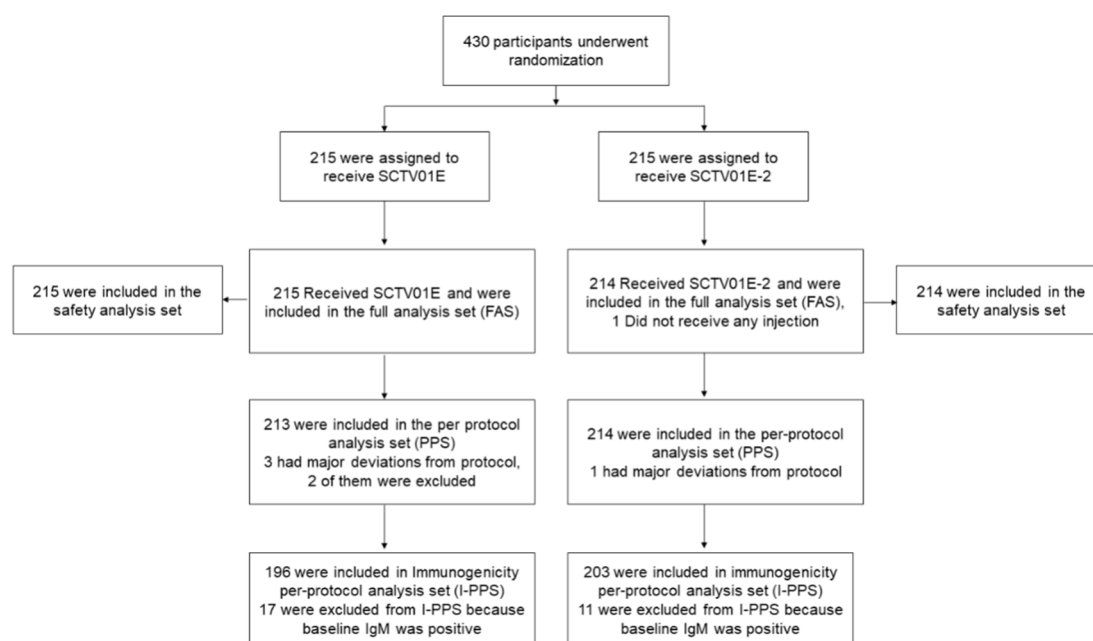 430 participants underwent
randomization
215 were assigned to
receive SCTV01E
215 were assigned to
receive SCTV01E-2
215 were included in the
safety analysis set
215 Received SCTV01E and were
included in the full analysis set (FAS)
214 Received SCTV01E-2 and were
included in the full analysis set (FAS),
1 Did not receive any injection
214 were included in the
safety analysis set
213 were included in the per protocol
analysis set (PPS)
3 had major deviations from protocol,
2 of them were excluded
214 were included in the per-protocol
analysis set (PPS)
1 had major deviations from protocol
196 were included in Immunogenicity
per-protocol analysis set (I-PPS)
17 were excluded from I-PPS because
baseline IgM was positive
203 were included in immunogenicity
per-protocol analysis set (I-PPS)
11 were excluded from I-PPS because
baseline IgM was positive